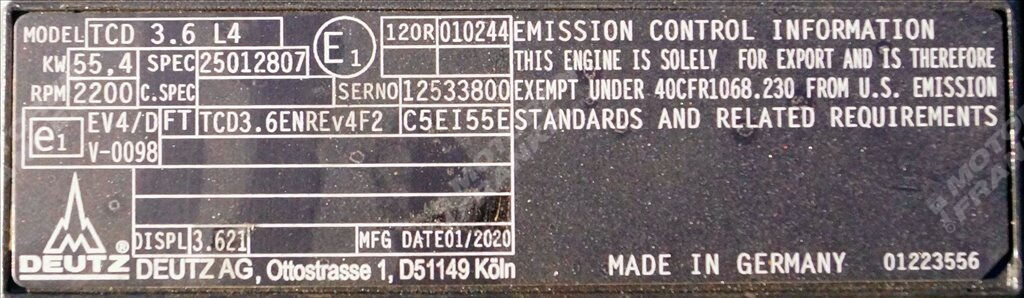 MODEL TCD 3.6 L4
E1
120R 010244
KW 55,4 SPEC 25012807
RPM 2200 C.SPEC SERNO 12533800
e1 EV4/D FT TCD3.6ENREv4F2 C5EI55E
V-0098
DISPL 3.621 MFG DATE01/2020
DEUTZ ®
DEUTZ AG, Ottostrasse 1, D51149 Köln
EMISSION CONTROL INFORMATION
THIS ENGINE IS SOLELY FOR EXPORT AND IS THEREFORE
EXEMPT UNDER 40CFR1068.230 FROM U.S. EMISSION
STANDARDS AND RELATED REQUIREMENTS
MADE IN GERMANY 01223556